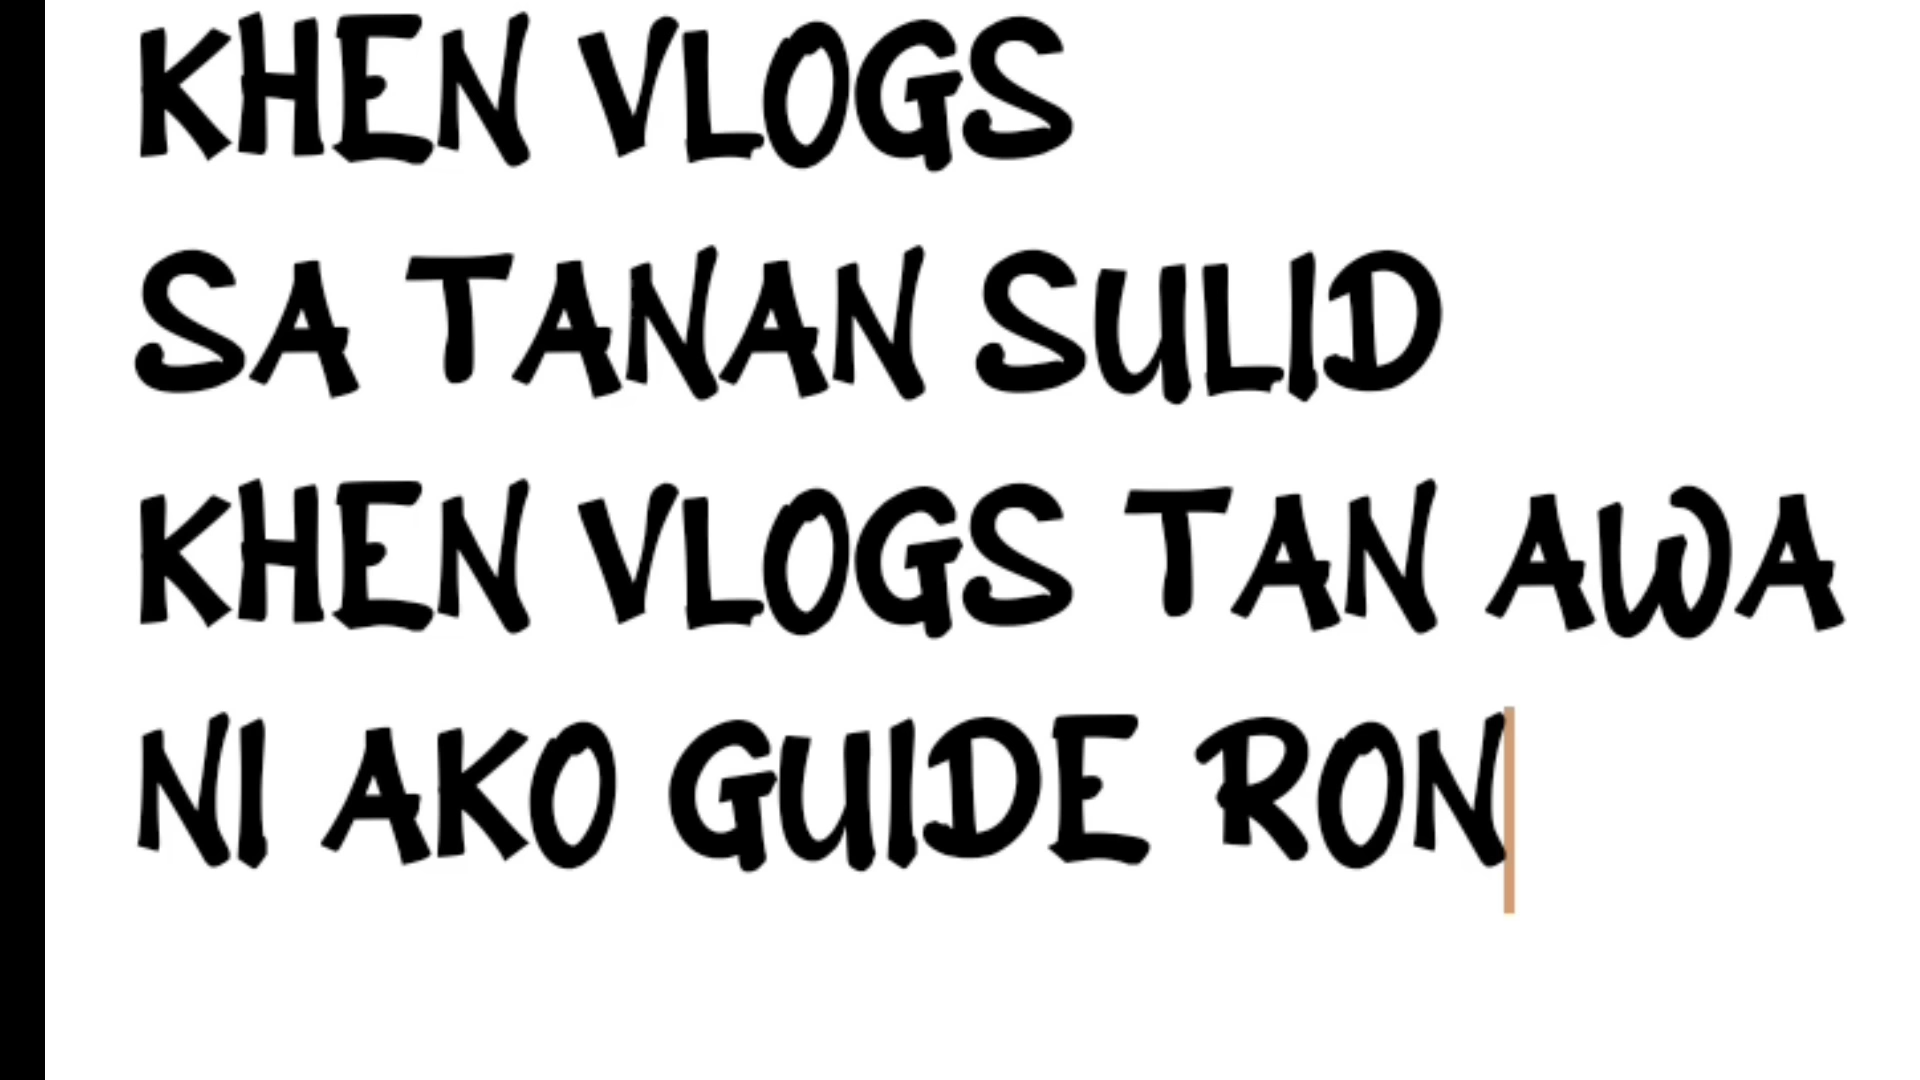 KHEN VLOGS
SA TANAN SULID
KHEN VLOGS TAN AWA
NI AKO GUIDE RON